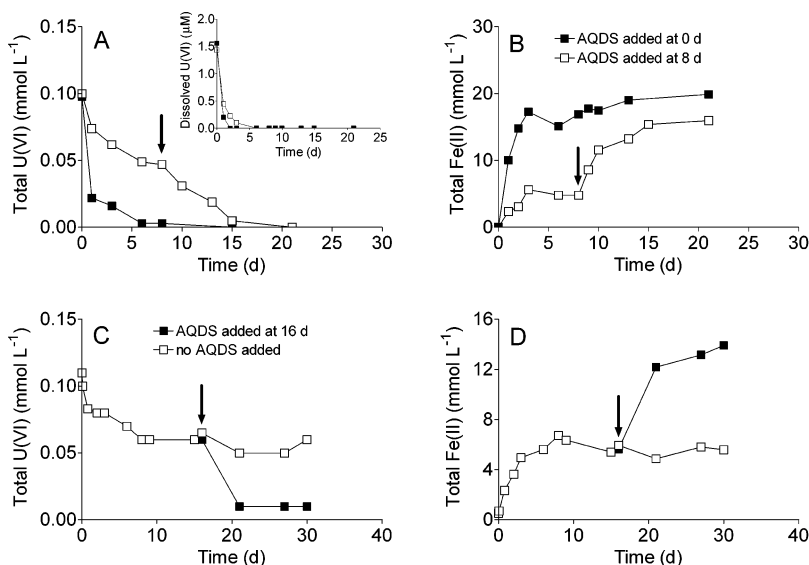 A
Total U(VI) (mmol L⁻¹)
0.15
0.10
0.05
0.00
0 5 10 15 20 25 30
Time (d)
Dissolved U(VI) (μM)
2.0
1.5
1.0
0.5
0.0
0 5 10 15 20 25
Time (d)
B
Total Fe(II) (mmol L⁻¹)
30
20
10
0
AQDS added at 0 d
AQDS added at 8 d
0 5 10 15 20 25 30
Time (d)
C
Total U(VI) (mmol L⁻¹)
0.15
0.10
0.05
0.00
AQDS added at 16 d
no AQDS added
0 10 20 30 40
Time (d)
D
Total Fe(II) (mmol L⁻¹)
16
12
8
4
0
0 10 20 30 40
Time (d)